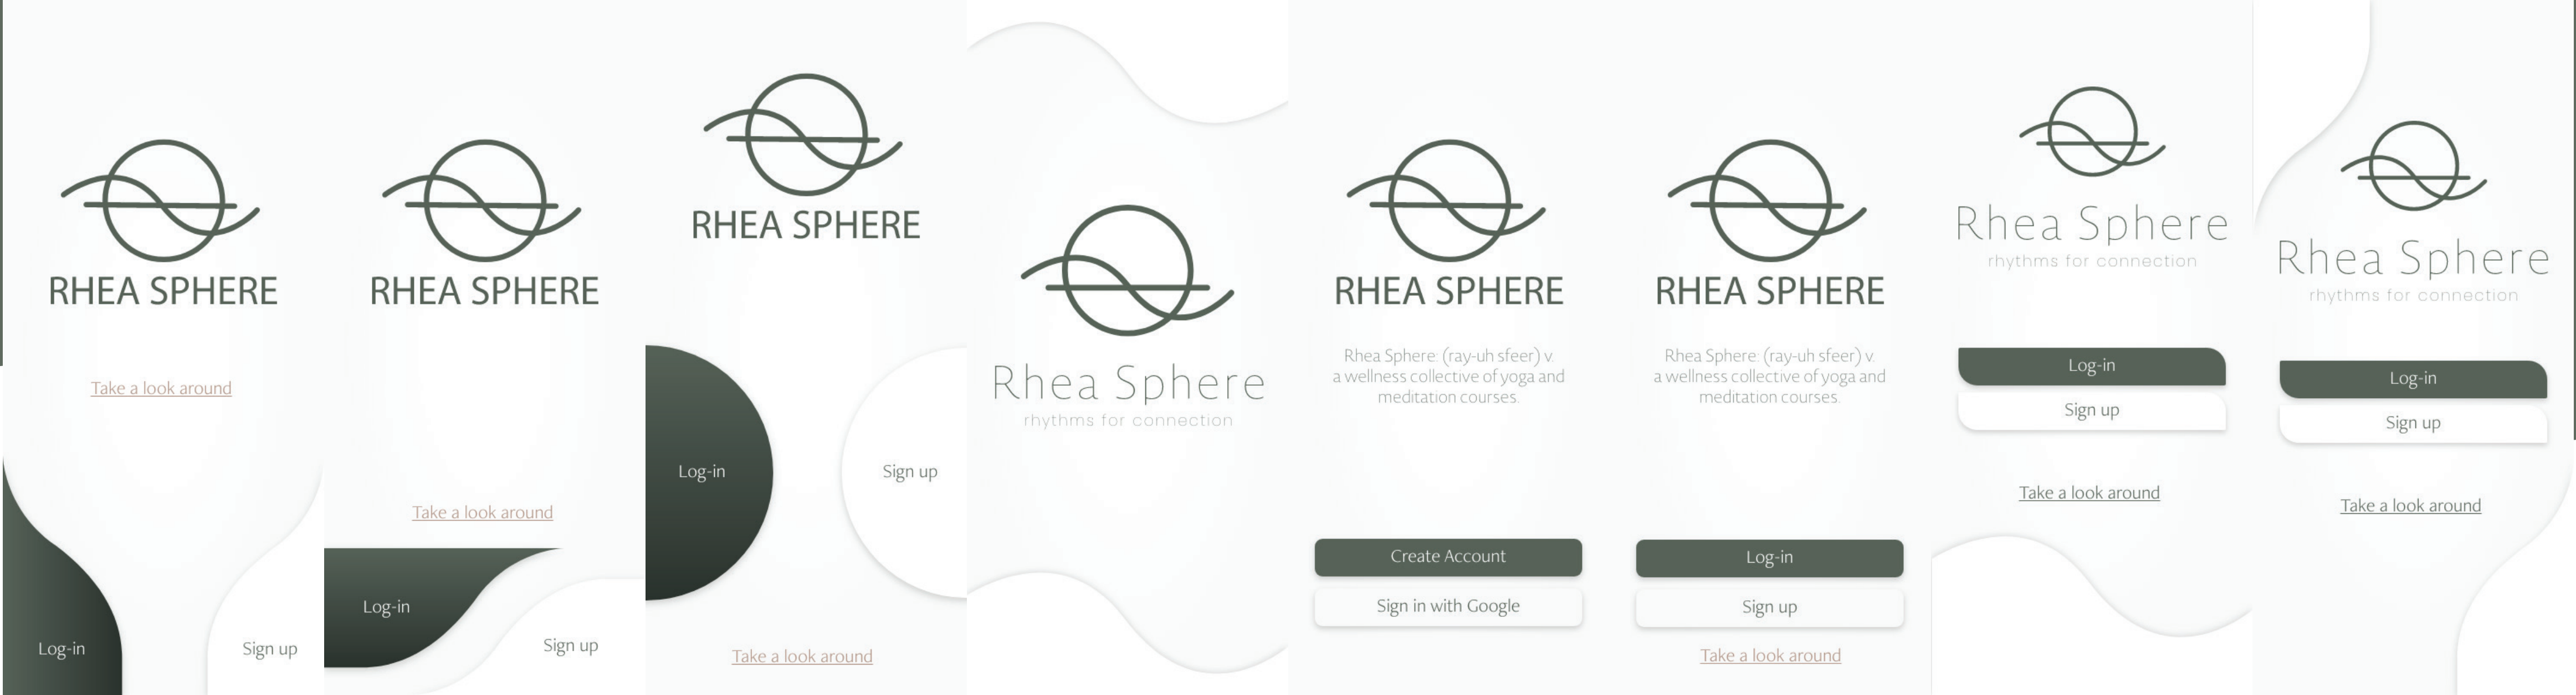 RHEA SPHERE
Take a look around
Log-in
Sign up
RHEA SPHERE
Take a look around
Log-in
Sign up
RHEA SPHERE
Log-in
Sign up
Take a look around
Rhea Sphere
rhythms for connection
RHEA SPHERE
Rhea Sphere: (ray-uh sfeer) v.
a wellness collective of yoga and
meditation courses.
Create Account
Sign in with Google
RHEA SPHERE
Rhea Sphere: (ray-uh sfeer) v.
a wellness collective of yoga and
meditation courses.
Log-in
Sign up
Take a look around
Rhea Sphere
rhythms for connection
Log-in
Sign up
Take a look around
Rhea Sphere
rhythms for connection
Log-in
Sign up
Take a look around